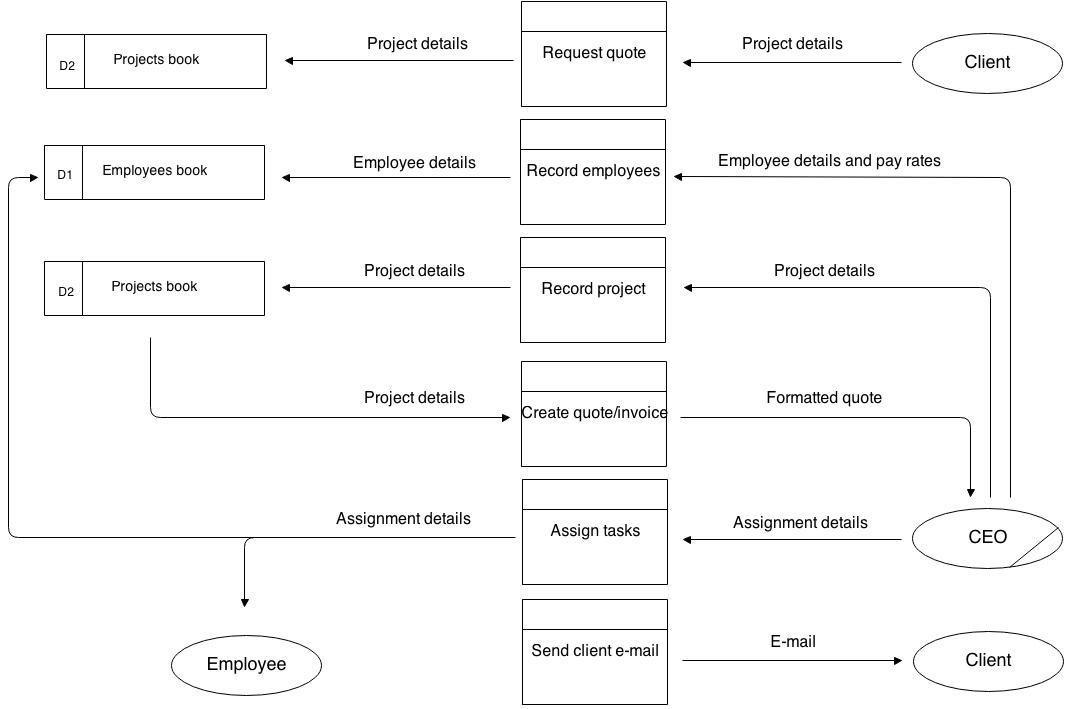 Project details
Project details
D2
Projects book
Request quote
Client
Employee details
Employee details and pay rates
D1
Employees book
Record employees
Project details
Project details
D2
Projects book
Record project
Project details
Formatted quote
Create quote/invoice
Assignment details
Assignment details
Assign tasks
CEO
E-mail
Send client e-mail
Employee
Client